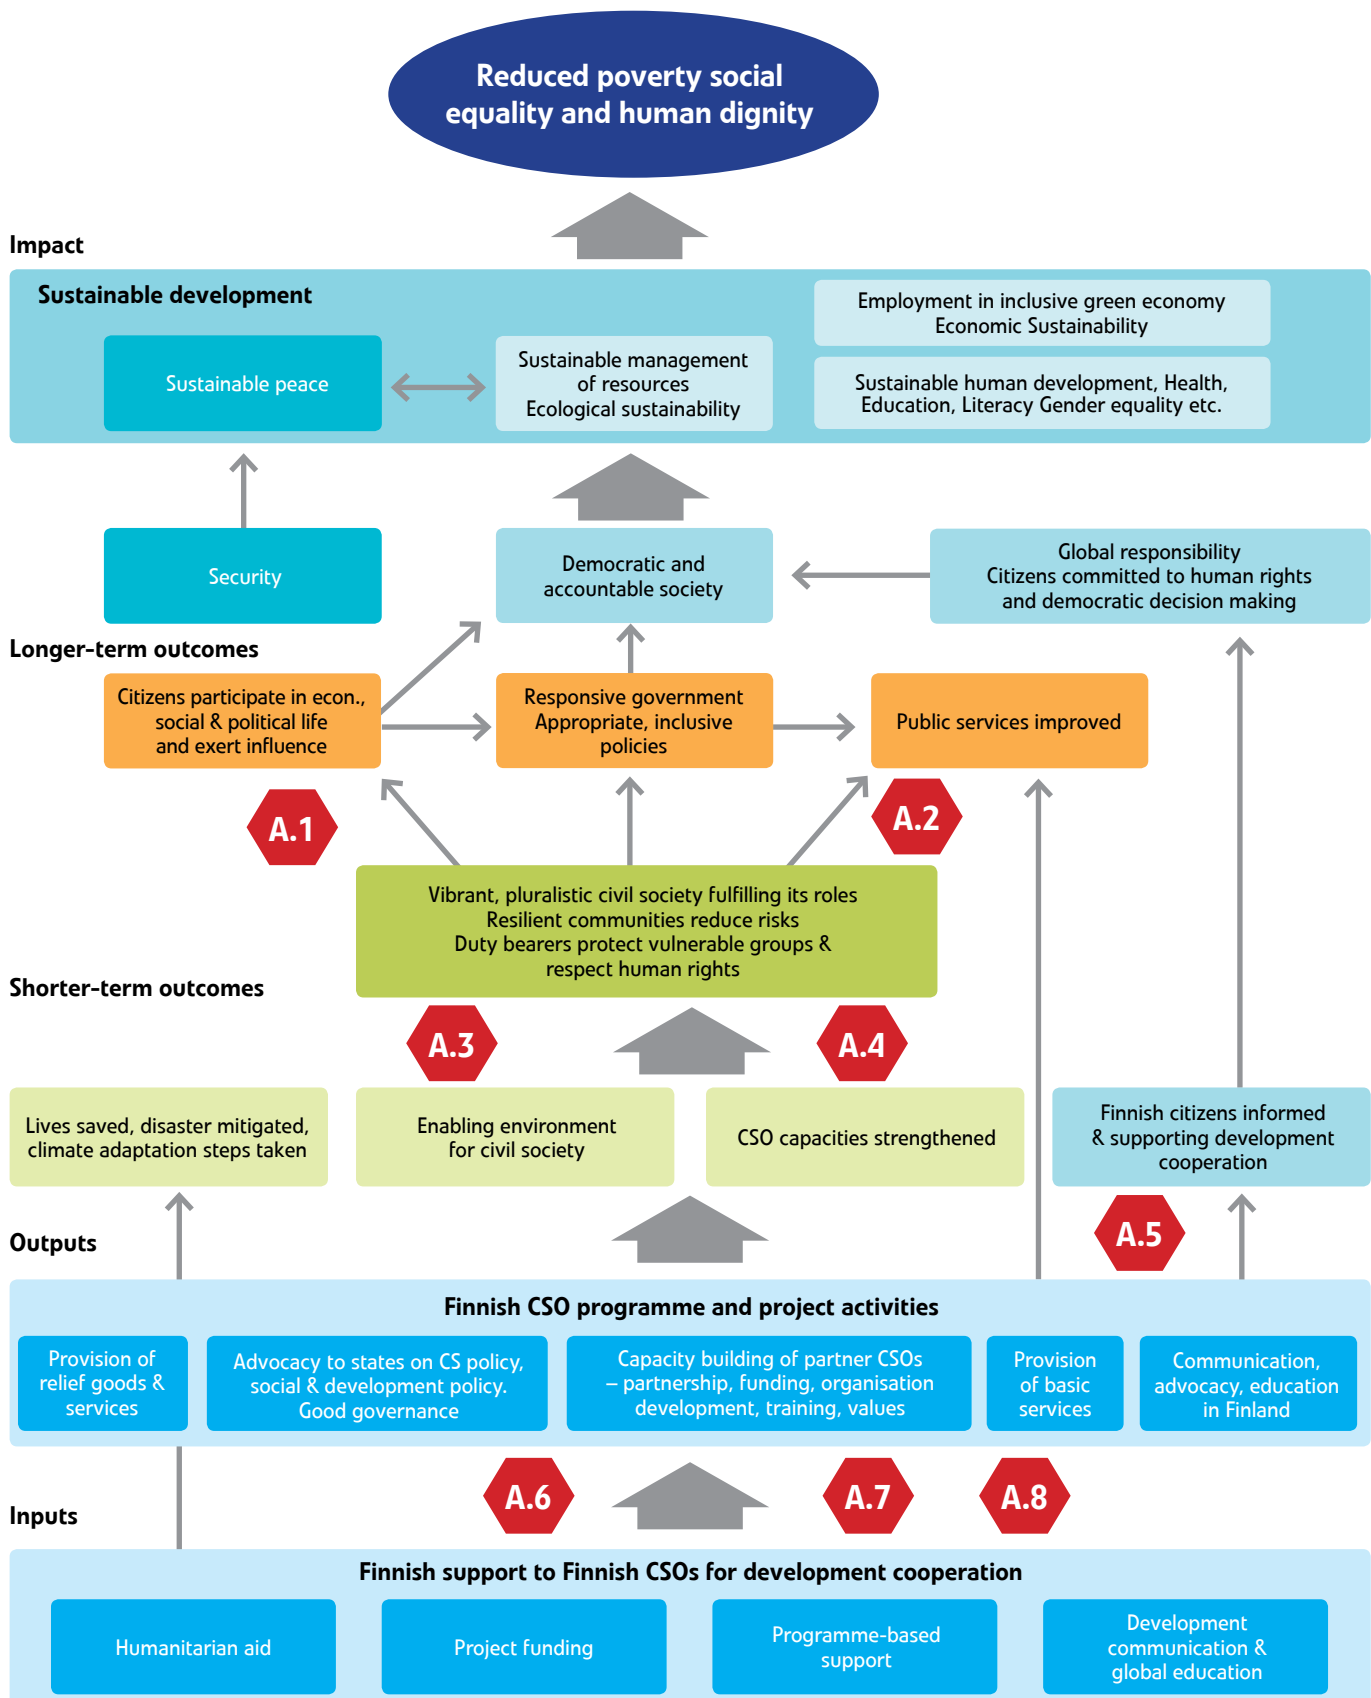 Reduced poverty social
equality and human dignity
Impact
Sustainable development
Employment in inclusive green economy
Economic Sustainability
Sustainable peace
Sustainable management
of resources
Ecological sustainability
Sustainable human development, Health,
Education, Literacy Gender equality etc.
Security
Democratic and
accountable society
Global responsibility
Citizens committed to human rights
and democratic decision making
Longer-term outcomes
Citizens participate in econ.,
social & political life
and exert influence
Responsive government
Appropriate, inclusive
policies
Public services improved
A.1
A.2
Vibrant, pluralistic civil society fulfilling its roles
Resilient communities reduce risks
Duty bearers protect vulnerable groups &
respect human rights
Shorter-term outcomes
A.3
A.4
Lives saved, disaster mitigated,
climate adaptation steps taken
Enabling environment
for civil society
CSO capacities strengthened
Finnish citizens informed
& supporting development
cooperation
A.5
Outputs
Finnish CSO programme and project activities
Provision of
relief goods &
services
Advocacy to states on CS policy,
social & development policy.
Good governance
Capacity building of partner CSOs
– partnership, funding, organisation
development, training, values
Provision
of basic
services
Communication,
advocacy, education
in Finland
A.6
A.7
A.8
Inputs
Finnish support to Finnish CSOs for development cooperation
Humanitarian aid
Project funding
Programme-based
support
Development
communication &
global education